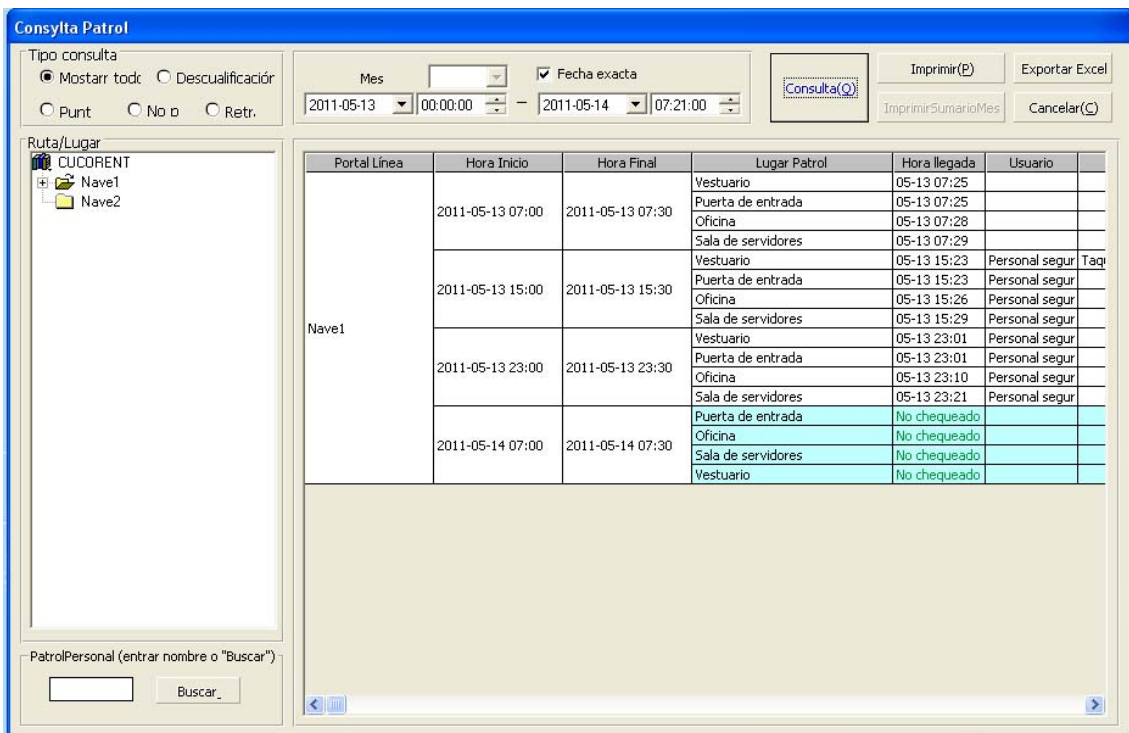 Consylta Patrol
Tipo consulta
Mostarr todc Descualificaciór
Punt No p Retr.
Mes Fecha exacta
2011-05-13 00:00:00 – 2011-05-14 07:21:00
Consulta(Q)
Imprimir(P) Exportar Excel
ImprimirSumarioMes Cancelar(C)
Ruta/Lugar
CUCORENT
Nave1
Nave2
PatrolPersonal (entrar nombre o "Buscar")
Buscar_
Portal Línea Hora Inicio Hora Final Lugar Patrol Hora llegada Usuario
Nave1
2011-05-13 07:00 2011-05-13 07:30
Vestuario 05-13 07:25
Puerta de entrada 05-13 07:25
Oficina 05-13 07:28
Sala de servidores 05-13 07:29
2011-05-13 15:00 2011-05-13 15:30
Vestuario 05-13 15:23 Personal segur Taqu
Puerta de entrada 05-13 15:23 Personal segur
Oficina 05-13 15:26 Personal segur
Sala de servidores 05-13 15:29 Personal segur
2011-05-13 23:00 2011-05-13 23:30
Vestuario 05-13 23:01 Personal segur
Puerta de entrada 05-13 23:01 Personal segur
Oficina 05-13 23:10 Personal segur
Sala de servidores 05-13 23:21 Personal segur
2011-05-14 07:00 2011-05-14 07:30
Puerta de entrada No chequeado
Oficina No chequeado
Sala de servidores No chequeado
Vestuario No chequeado